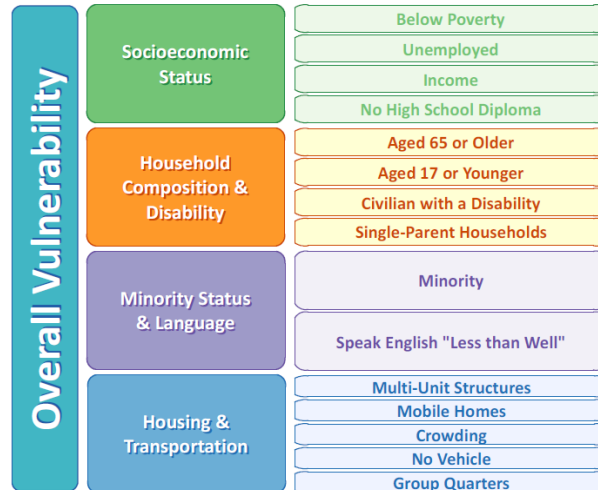 Overall Vulnerability
Socioeconomic
Status
Below Poverty
Unemployed
Income
No High School Diploma
Household
Composition &
Disability
Aged 65 or Older
Aged 17 or Younger
Civilian with a Disability
Single-Parent Households
Minority Status
& Language
Minority
Speak English "Less than Well"
Housing &
Transportation
Multi-Unit Structures
Mobile Homes
Crowding
No Vehicle
Group Quarters